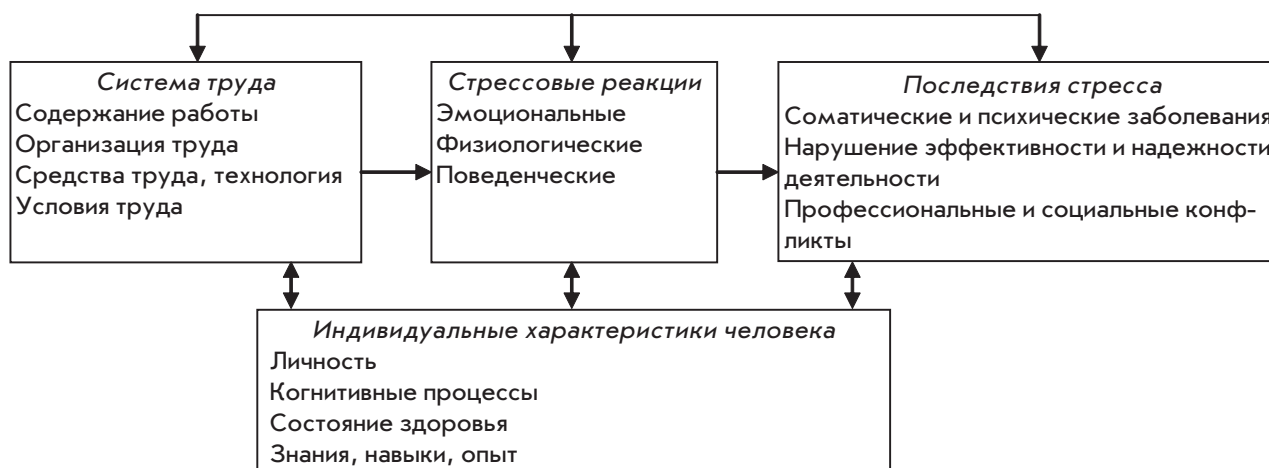 Система труда
Содержание работы
Организация труда
Средства труда, технология
Условия труда
Стрессовые реакции
Эмоциональные
Физиологические
Поведенческие
Последствия стресса
Соматические и психические заболевания
Нарушение эффективности и надежности
деятельности
Профессиональные и социальные конф-
ликты
Индивидуальные характеристики человека
Личность
Когнитивные процессы
Состояние здоровья
Знания, навыки, опыт